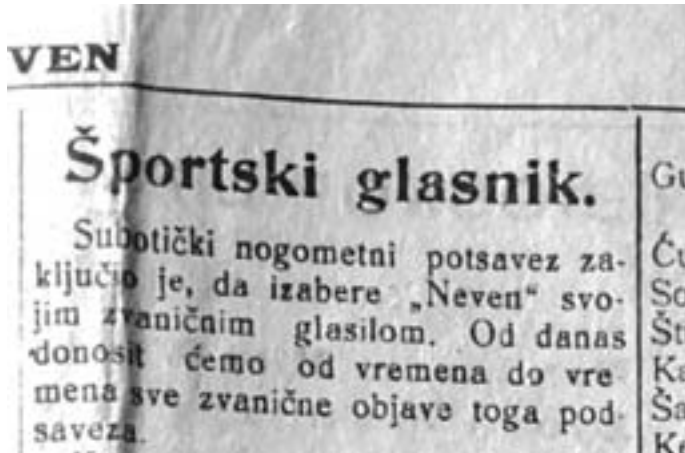 VEN
Športski glasnik.
Subotički nogometni potsavez za-
ključio je, da izabere „Neven“ svo-
jim zvaničnim glasilom. Od danas
donosit ćemo od vremena do vre
mena sve zvanične objave toga pod-
saveza.
Gu
Ću
So
Št
Ka
Ša